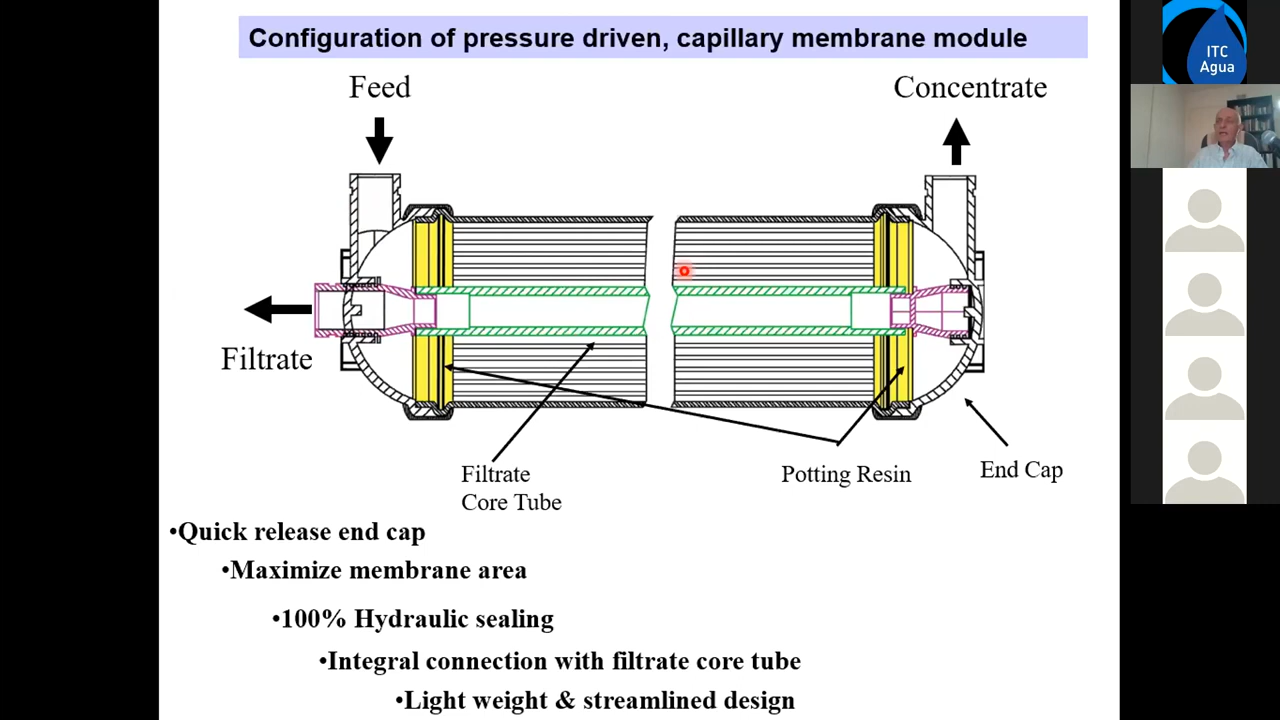 Configuration of pressure driven, capillary membrane module
ITC
Agua
Feed
Concentrate
Filtrate
Filtrate
Core Tube
Potting Resin
End Cap
•Quick release end cap
•Maximize membrane area
•100% Hydraulic sealing
•Integral connection with filtrate core tube
•Light weight & streamlined design